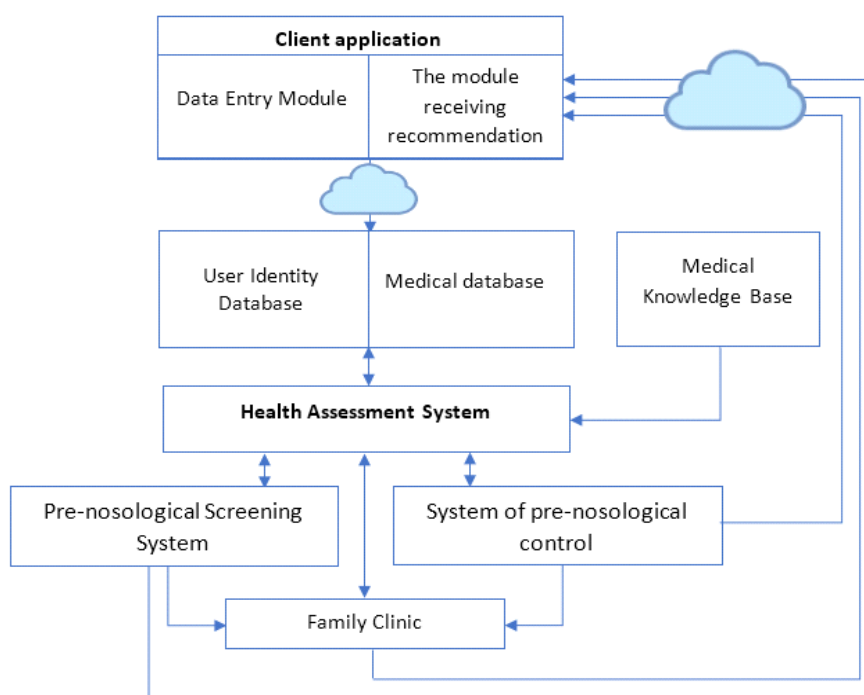 Client application
Data Entry Module
The module
receiving
recommendation
User Identity
Database
Medical database
Medical
Knowledge Base
Health Assessment System
Pre-nosological Screening
System
System of pre-nosological
control
Family Clinic